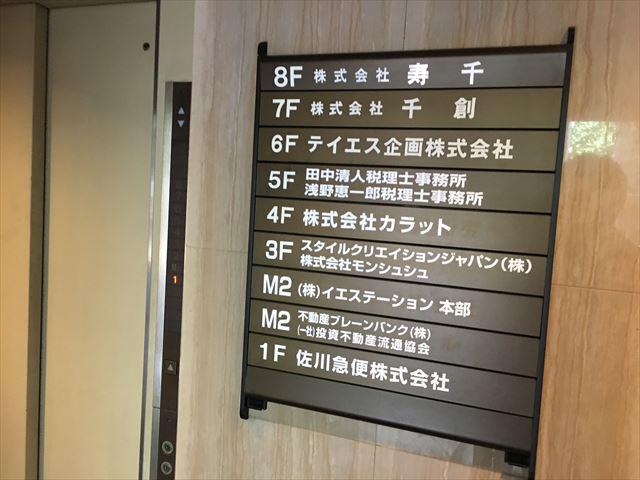 8F 株式会社 寿千
7F 株式会社 千創
6F テイエス企画株式会社
5F 田中清人税理士事務所
浅野恵一郎税理士事務所
4F 株式会社カラット
3F スタイルクリエイションジャパン(株)
株式会社モンシュシュ
M2 (株)イエステーション 本部
M2 不動産ブレーンバンク(株)
(一社)投資不動産流通協会
1F 佐川急便株式会社
1